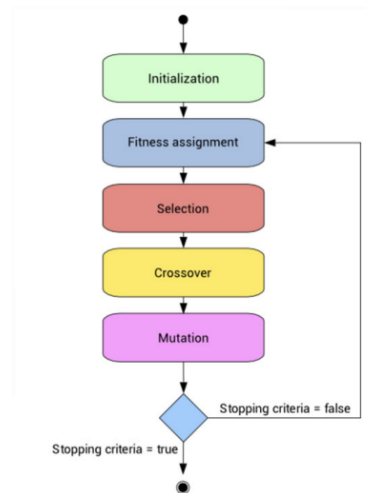 Initialization
Fitness assignment
Selection
Crossover
Mutation
Stopping criteria = false
Stopping criteria = true